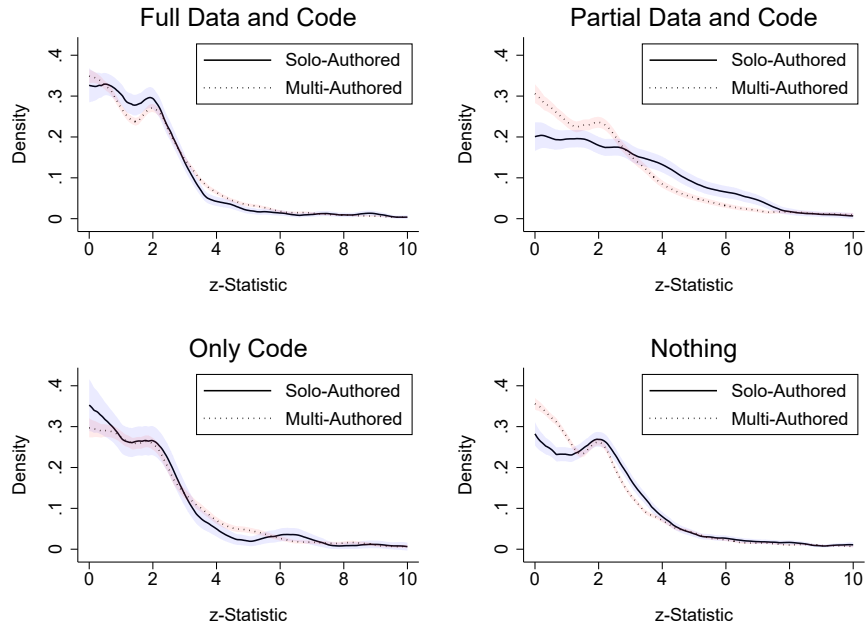 Full Data and Code
Density
.4
.3
.2
.1
0
Solo-Authored
Multi-Authored
0 2 4 6 8 10
z-Statistic
Partial Data and Code
Density
.4
.3
.2
.1
0
Solo-Authored
Multi-Authored
0 2 4 6 8 10
z-Statistic
Only Code
Density
.4
.3
.2
.1
0
Solo-Authored
Multi-Authored
0 2 4 6 8 10
z-Statistic
Nothing
Density
.4
.3
.2
.1
0
Solo-Authored
Multi-Authored
0 2 4 6 8 10
z-Statistic